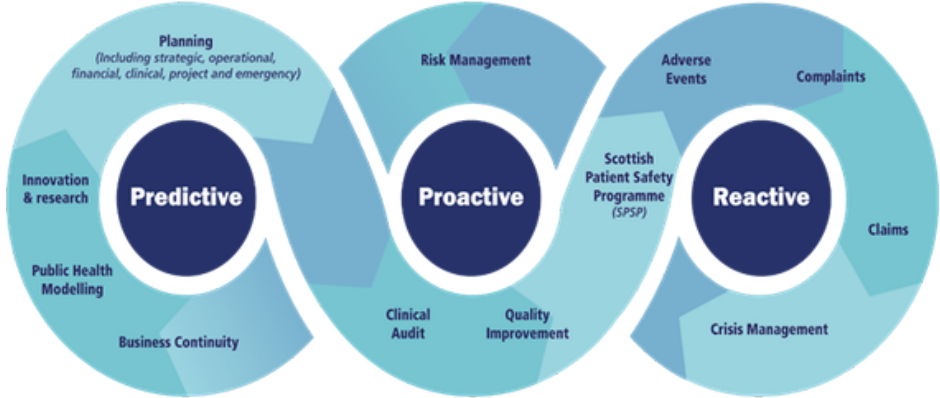 Planning
(Including strategic, operational,
financial, clinical, project and emergency)
Innovation
& research
Predictive
Public Health
Modelling
Business Continuity
Risk Management
Proactive
Clinical
Audit
Quality
Improvement
Scottish
Patient Safety
Programme
(SPSP)
Adverse
Events
Complaints
Reactive
Claims
Crisis Management